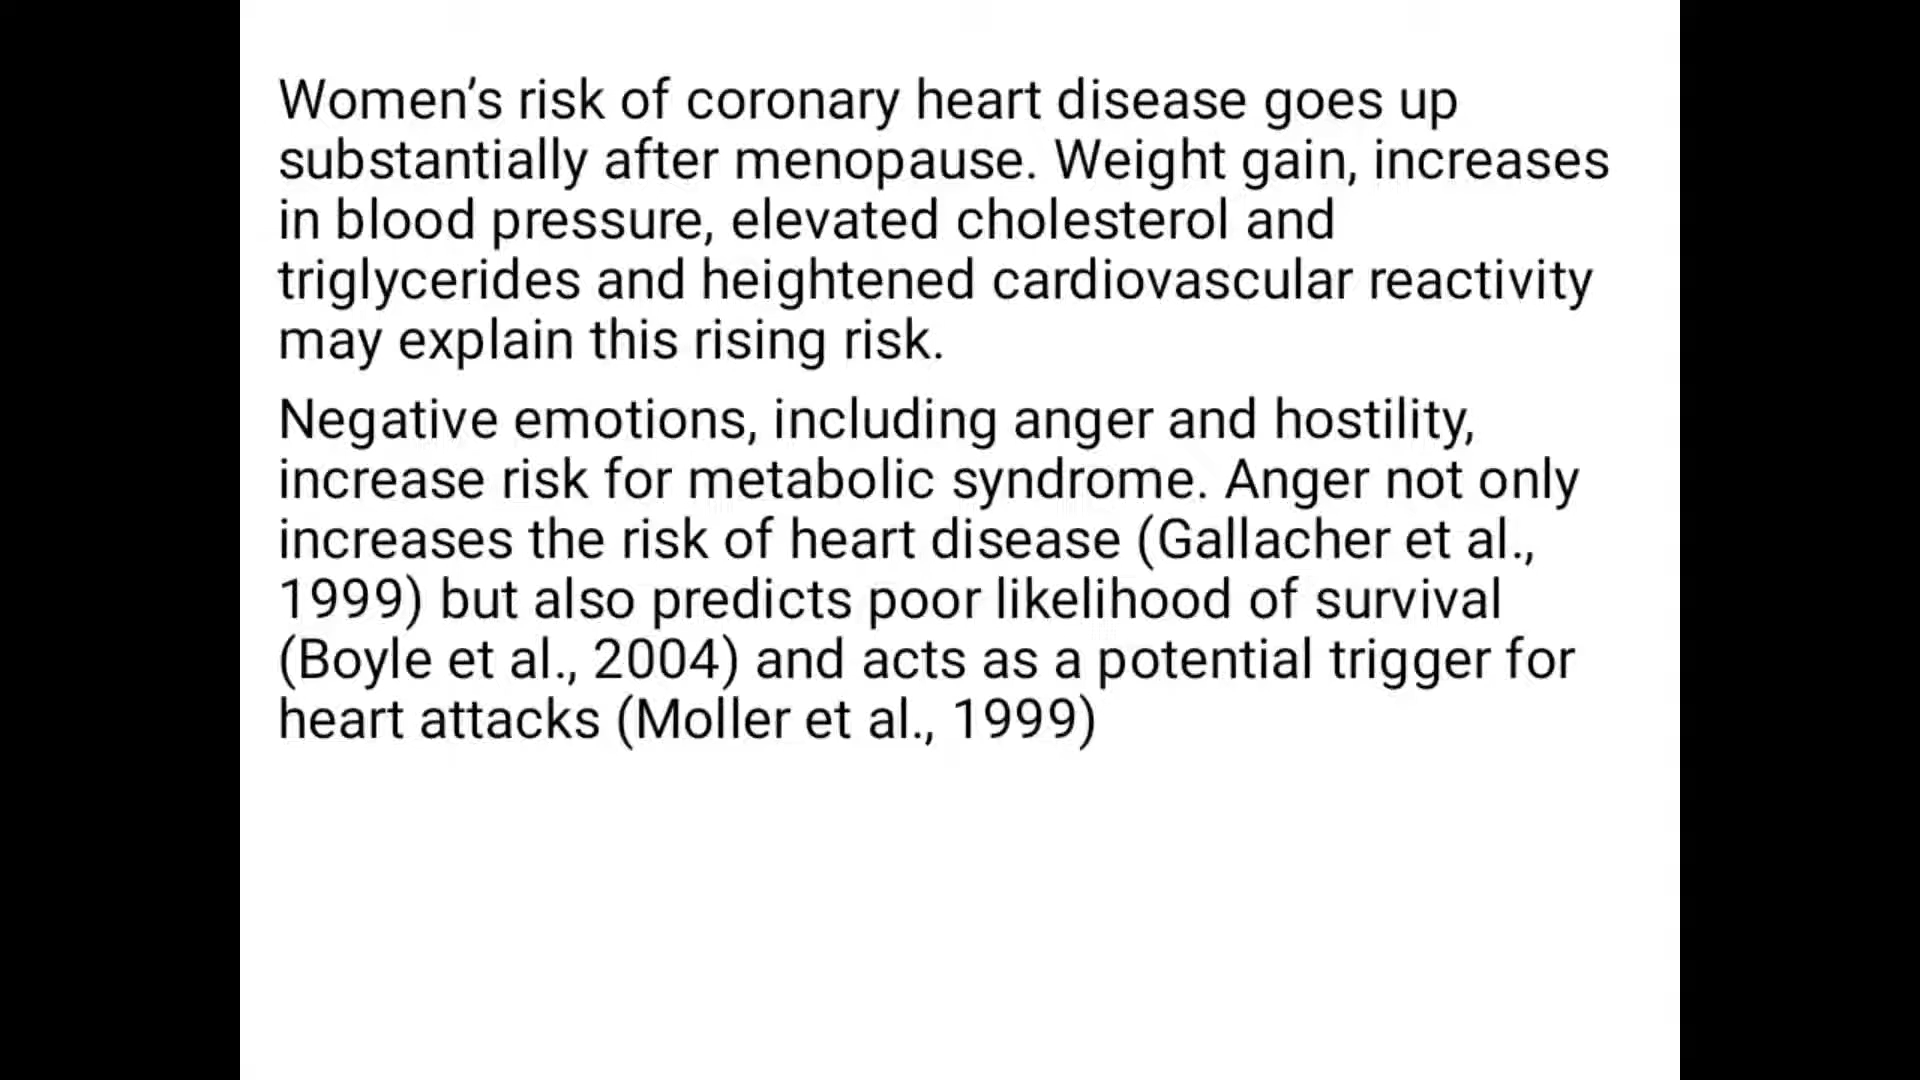 Women’s risk of coronary heart disease goes up
substantially after menopause. Weight gain, increases
in blood pressure, elevated cholesterol and
triglycerides and heightened cardiovascular reactivity
may explain this rising risk.
Negative emotions, including anger and hostility,
increase risk for metabolic syndrome. Anger not only
increases the risk of heart disease (Gallacher et al.,
1999) but also predicts poor likelihood of survival
(Boyle et al., 2004) and acts as a potential trigger for
heart attacks (Moller et al., 1999)